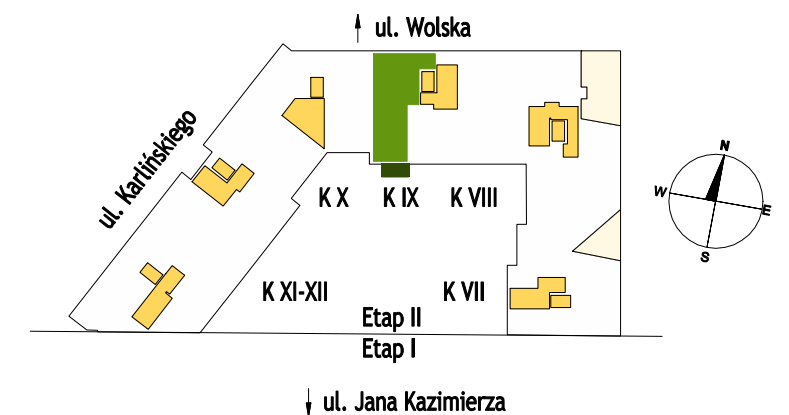 ul. Wolska
ul. Karlińskiego
N
W
E
S
K X K IX K VIII
K XI-XII K VII
Etap II
Etap I
ul. Jana Kazimierza